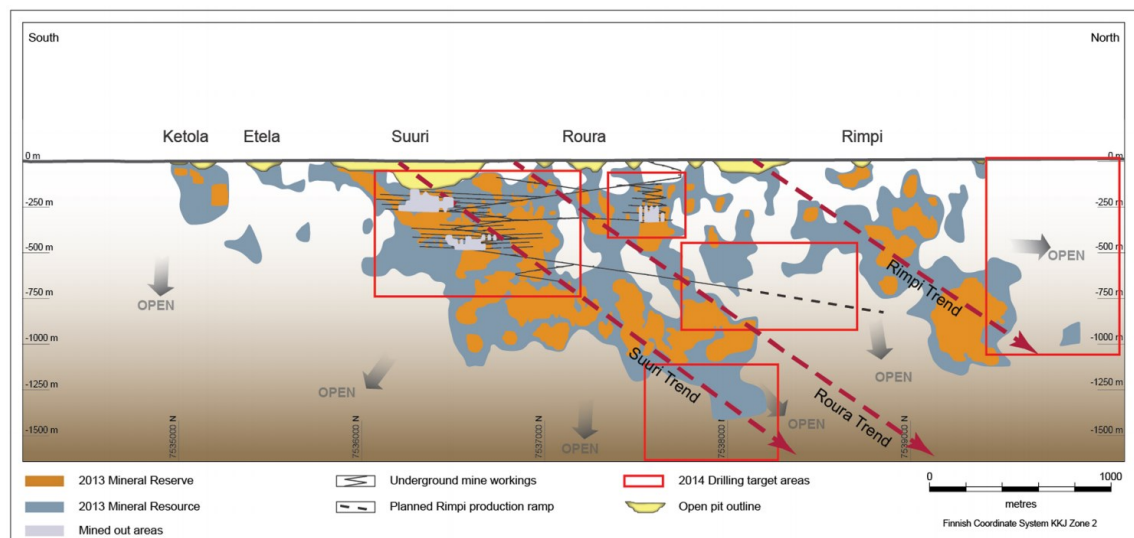 South
North
Ketola
Etela
Suuri
Roura
Rimpi
0 m
0 m
-250 m
-250 m
-500 m
-500 m
-750 m
-750 m
-1000 m
-1000 m
-1250 m
-1250 m
-1500 m
-1500 m
OPEN
OPEN
OPEN
OPEN
OPEN
OPEN
Rimpi Trend
Suuri Trend
Roura Trend
7535000 N
7536000 N
7537000 N
7538000 N
7539000 N
2013 Mineral Reserve
2013 Mineral Resource
Mined out areas
Underground mine workings
Planned Rimpi production ramp
2014 Drilling target areas
Open pit outline
0
1000
metres
Finnish Coordinate System KKJ Zone 2